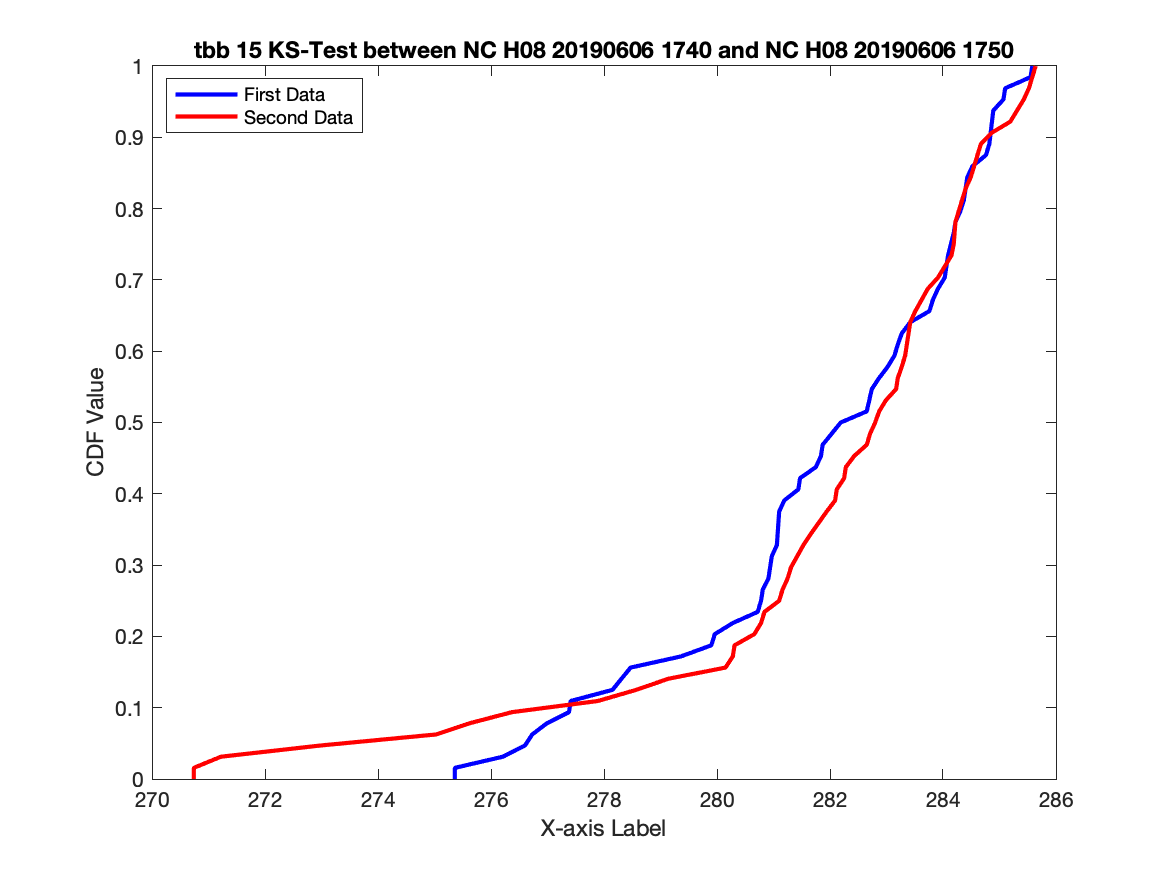 tbb 15 KS-Test between NC H08 20190606 1740 and NC H08 20190606 1750
First Data
Second Data
1
0.9
0.8
0.7
0.6
0.5
0.4
0.3
0.2
0.1
0
CDF Value
270 272 274 276 278 280 282 284 286
X-axis Label